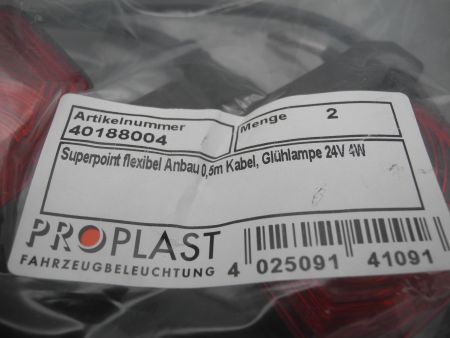 Artikelnummer
40188004
Menge 2
Superpoint flexibel Anbau 0,5m Kabel, Glühlampe 24V 4W
PROPLAST
FAHRZEUGBELEUCHTUNG
4 025091 41091